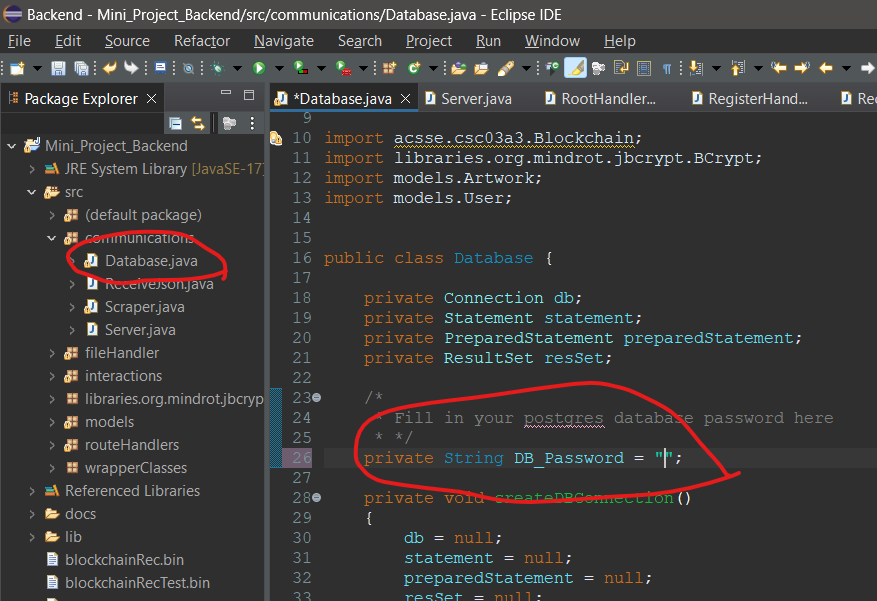 Backend - Mini_Project_Backend/src/communications/Database.java - Eclipse IDE
File Edit Source Refactor Navigate Search Project Run Window Help
Package Explorer
*Database.java Server.java RootHandler... RegisterHand... Rec
Mini_Project_Backend
JRE System Library [JavaSE-17]
src
(default package)
communications
Database.java
ReceiveJson.java
Scraper.java
Server.java
fileHandler
interactions
libraries.org.mindrot.jbcryp
models
routeHandlers
wrapperClasses
Referenced Libraries
docs
lib
blockchainRec.bin
blockchainRecTest.bin
9
10 import acsse.csc03a3.Blockchain;
11 import libraries.org.mindrot.jbcrypt.BCrypt;
12 import models.Artwork;
13 import models.User;
14
15
16 public class Database {
17
18 private Connection db;
19 private Statement statement;
20 private PreparedStatement preparedStatement;
21 private ResultSet resSet;
22
23 /*
24 * Fill in your postgres database password here
25 * */
26 private String DB_Password = "";
27
28 private void createDBConnection()
29 {
30 db = null;
31 statement = null;
32 preparedStatement = null;
33 resSet = null;